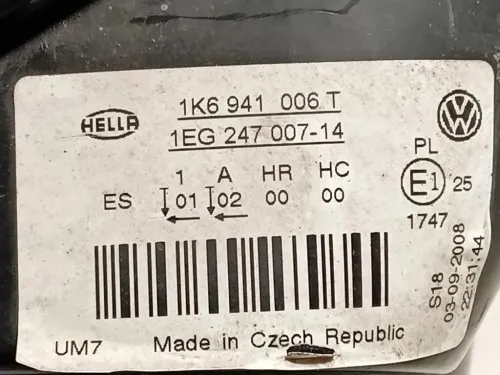 HELLA
1K6 941 006 T
1EG 247 007-14
VW
1 A HR HC
ES 01 02 00 00
PL
E1 25
1747
S18
03-09-2008
22:31:44
UM7 Made in Czech Republic